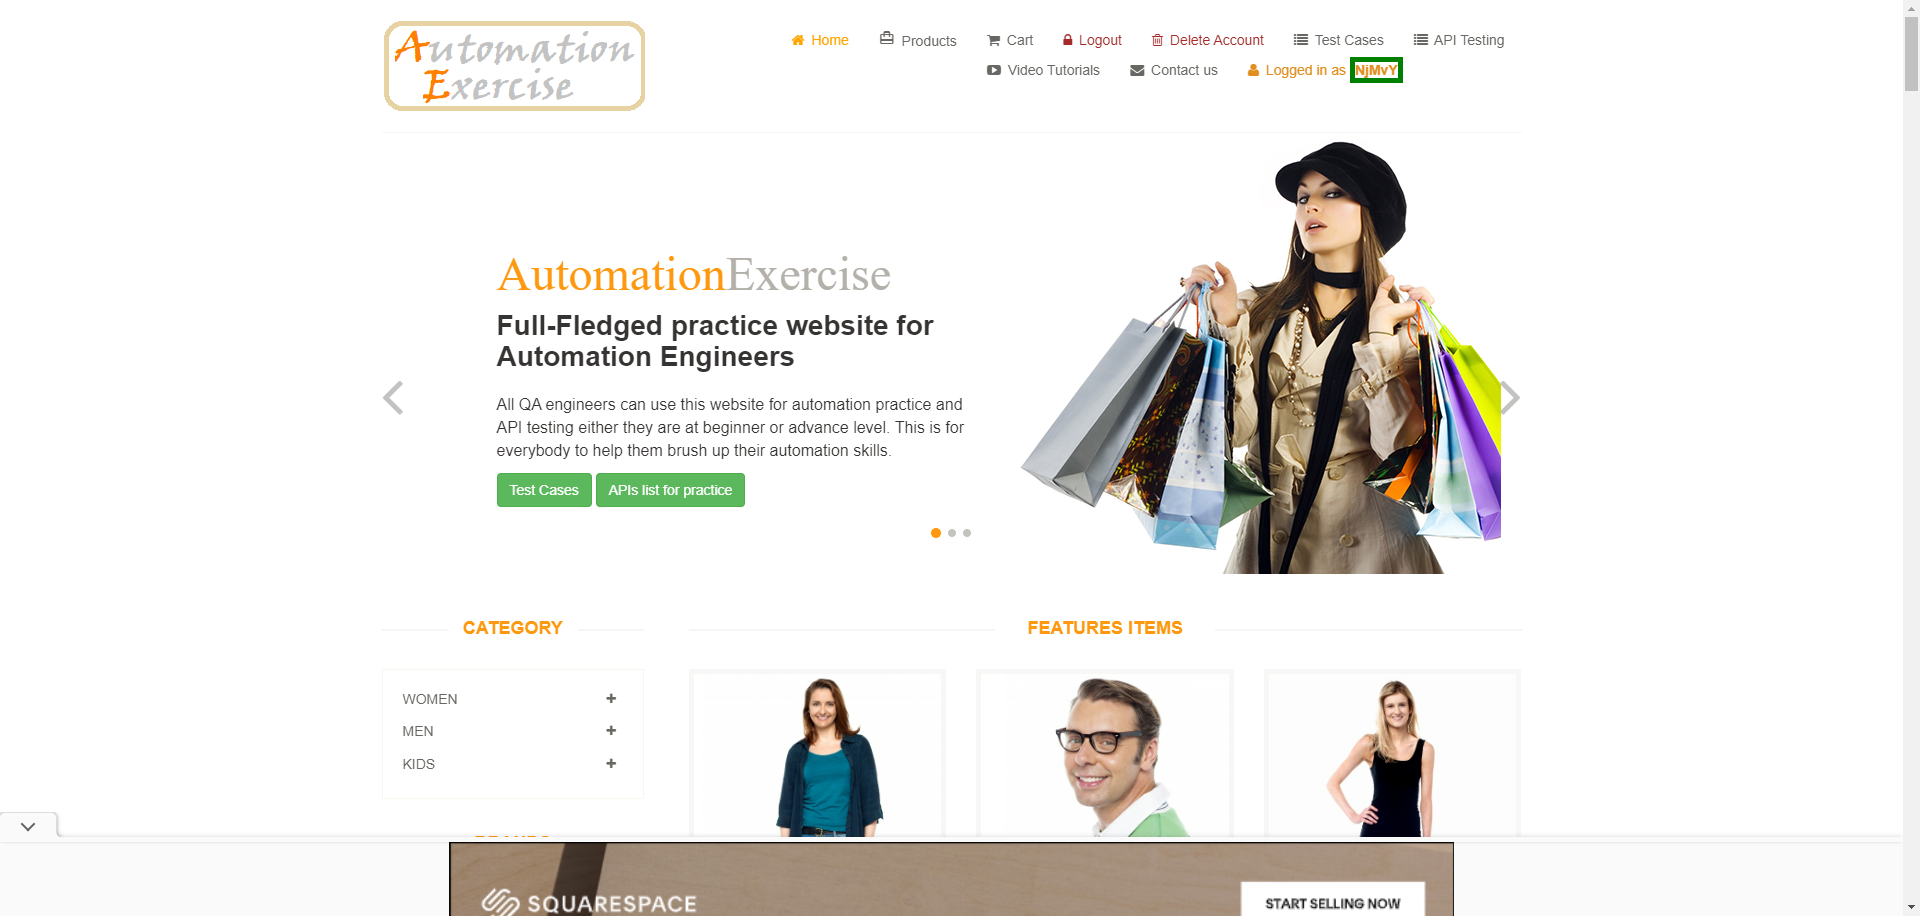 Automation
Exercise
Home Products Cart Logout Delete Account Test Cases API Testing
Video Tutorials Contact us Logged in as NjMvY
AutomationExercise
Full-Fledged practice website for
Automation Engineers
All QA engineers can use this website for automation practice and
API testing either they are at beginner or advance level. This is for
everybody to help them brush up their automation skills.
Test Cases APIs list for practice
CATEGORY
WOMEN
MEN
KIDS
FEATURES ITEMS
SQUARESPACE
START SELLING NOW